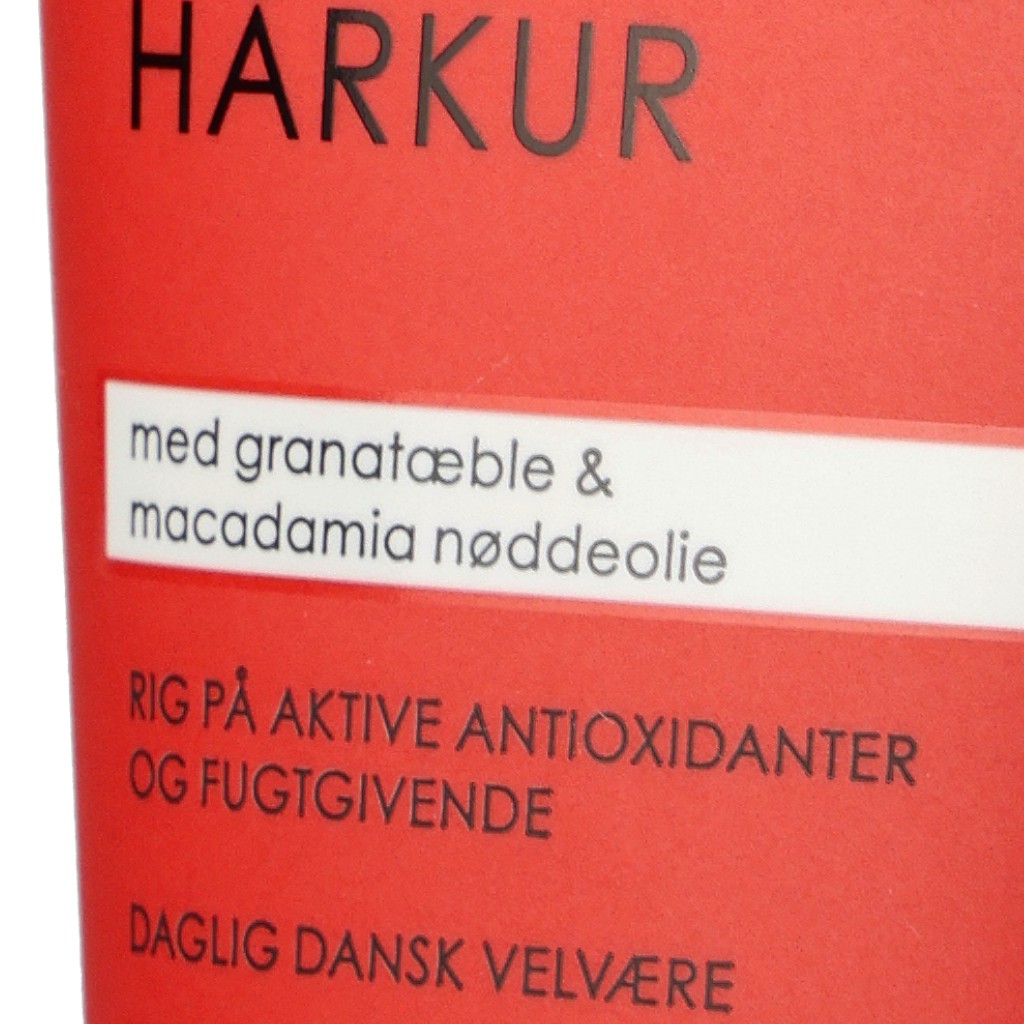 HARKUR
med granatæble &
macadamia nøddeolie
RIG PÅ AKTIVE ANTIOXIDANTER
OG FUGTGIVENDE
DAGLIG DANSK VELVÆRE